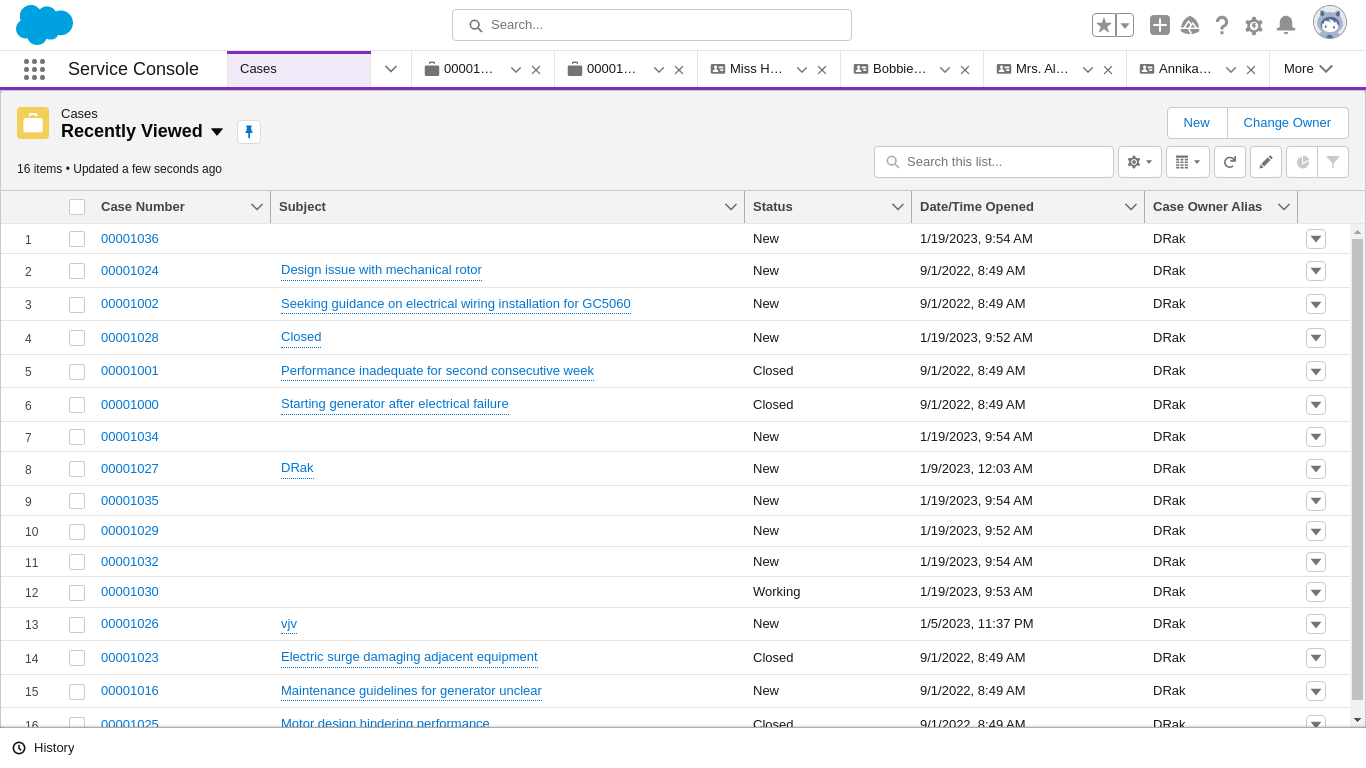 Search...
Service Console
Cases
00001…
00001…
Miss H…
Bobbie…
Mrs. Al…
Annika…
More
Cases
Recently Viewed
New
Change Owner
16 items • Updated a few seconds ago
Search this list...
Case Number Subject Status Date/Time Opened Case Owner Alias
1 00001036 New 1/19/2023, 9:54 AM DRak
2 00001024 Design issue with mechanical rotor New 9/1/2022, 8:49 AM DRak
3 00001002 Seeking guidance on electrical wiring installation for GC5060 New 9/1/2022, 8:49 AM DRak
4 00001028 Closed New 1/19/2023, 9:52 AM DRak
5 00001001 Performance inadequate for second consecutive week Closed 9/1/2022, 8:49 AM DRak
6 00001000 Starting generator after electrical failure Closed 9/1/2022, 8:49 AM DRak
7 00001034 New 1/19/2023, 9:54 AM DRak
8 00001027 DRak New 1/9/2023, 12:03 AM DRak
9 00001035 New 1/19/2023, 9:54 AM DRak
10 00001029 New 1/19/2023, 9:52 AM DRak
11 00001032 New 1/19/2023, 9:54 AM DRak
12 00001030 Working 1/19/2023, 9:53 AM DRak
13 00001026 vjv New 1/5/2023, 11:37 PM DRak
14 00001023 Electric surge damaging adjacent equipment Closed 9/1/2022, 8:49 AM DRak
15 00001016 Maintenance guidelines for generator unclear New 9/1/2022, 8:49 AM DRak
16 00001025 Motor design hindering performance Closed 9/1/2022, 8:49 AM DRak
History